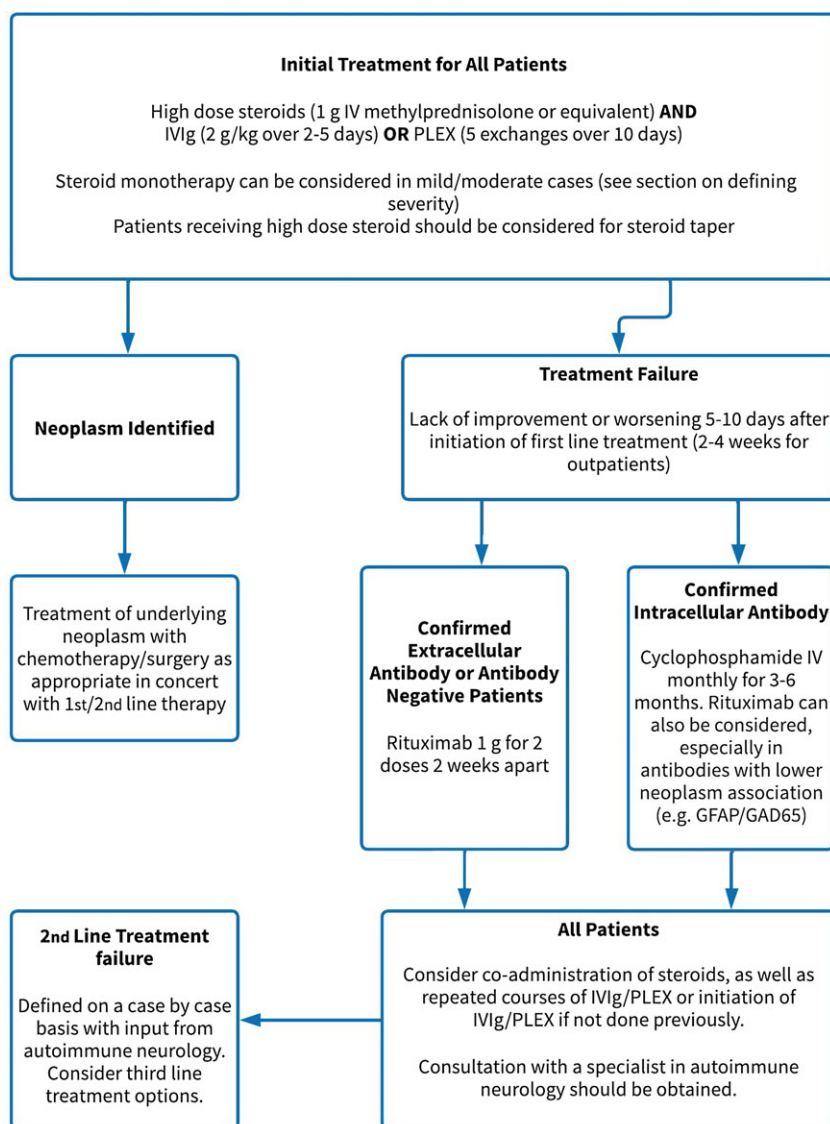 Initial Treatment for All Patients
High dose steroids (1 g IV methylprednisolone or equivalent) AND
IVIg (2 g/kg over 2-5 days) OR PLEX (5 exchanges over 10 days)
Steroid monotherapy can be considered in mild/moderate cases (see section on defining
severity)
Patients receiving high dose steroid should be considered for steroid taper
Neoplasm Identified
Treatment Failure
Lack of improvement or worsening 5-10 days after
initiation of first line treatment (2-4 weeks for
outpatients)
Treatment of underlying
neoplasm with
chemotherapy/surgery as
appropriate in concert
with 1st/2nd line therapy
Confirmed
Extracellular
Antibody or Antibody
Negative Patients
Rituximab 1 g for 2
doses 2 weeks apart
Confirmed
Intracellular Antibody
Cyclophosphamide IV
monthly for 3-6
months. Rituximab can
also be considered,
especially in
antibodies with lower
neoplasm association
(e.g. GFAP/GAD65)
2nd Line Treatment
failure
Defined on a case by case
basis with input from
autoimmune neurology.
Consider third line
treatment options.
All Patients
Consider co-administration of steroids, as well as
repeated courses of IVIg/PLEX or initiation of
IVIg/PLEX if not done previously.
Consultation with a specialist in autoimmune
neurology should be obtained.